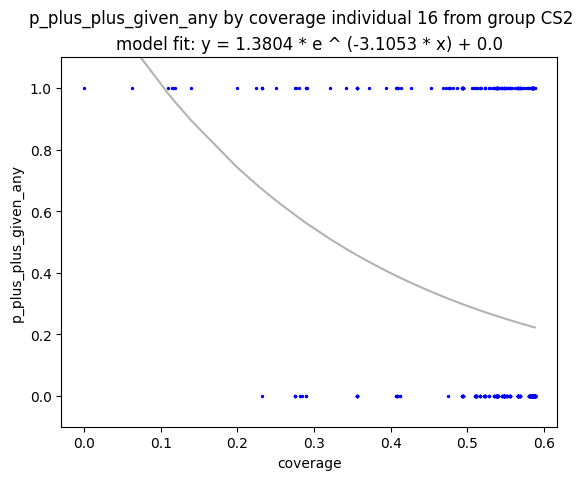 p_plus_plus_given_any by coverage individual 16 from group CS2
model fit: y = 1.3804 * e ^ (-3.1053 * x) + 0.0
1.0
0.8
0.6
0.4
0.2
0.0
p_plus_plus_given_any
0.0 0.1 0.2 0.3 0.4 0.5 0.6
coverage